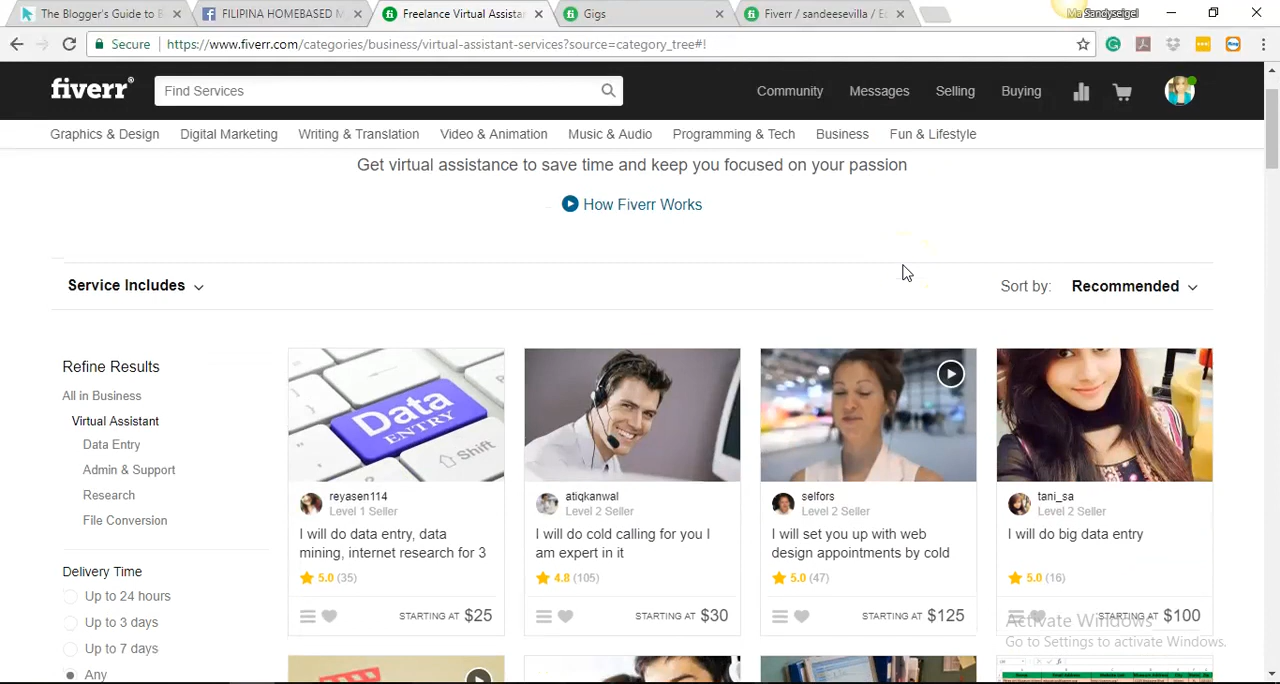 The Blogger's Guide to B
FILIPINA HOMEBASED M
Freelance Virtual Assista
Gigs
Fiverr / sandeesevilla / E
Ma Sandyseigel
Secure
https://www.fiverr.com/categories/business/virtual-assistant-services?source=category_tree#!
fiverr®
Find Services
Community
Messages
Selling
Buying
Graphics & Design
Digital Marketing
Writing & Translation
Video & Animation
Music & Audio
Programming & Tech
Business
Fun & Lifestyle
Get virtual assistance to save time and keep you focused on your passion
How Fiverr Works
Service Includes
Sort by: Recommended
Refine Results
All in Business
Virtual Assistant
Data Entry
Admin & Support
Research
File Conversion
Delivery Time
Up to 24 hours
Up to 3 days
Up to 7 days
Any
Data
ENTRY
Shift
reyasen114
Level 1 Seller
I will do data entry, data
mining, internet research for 3
5.0 (35)
STARTING AT $25
atiqkanwal
Level 2 Seller
I will do cold calling for you I
am expert in it
4.8 (105)
STARTING AT $30
selfors
Level 2 Seller
I will set you up with web
design appointments by cold
5.0 (47)
STARTING AT $125
tani_sa
Level 2 Seller
I will do big data entry
5.0 (16)
STARTING AT $100
Activate Windows
Go to Settings to activate Windows.